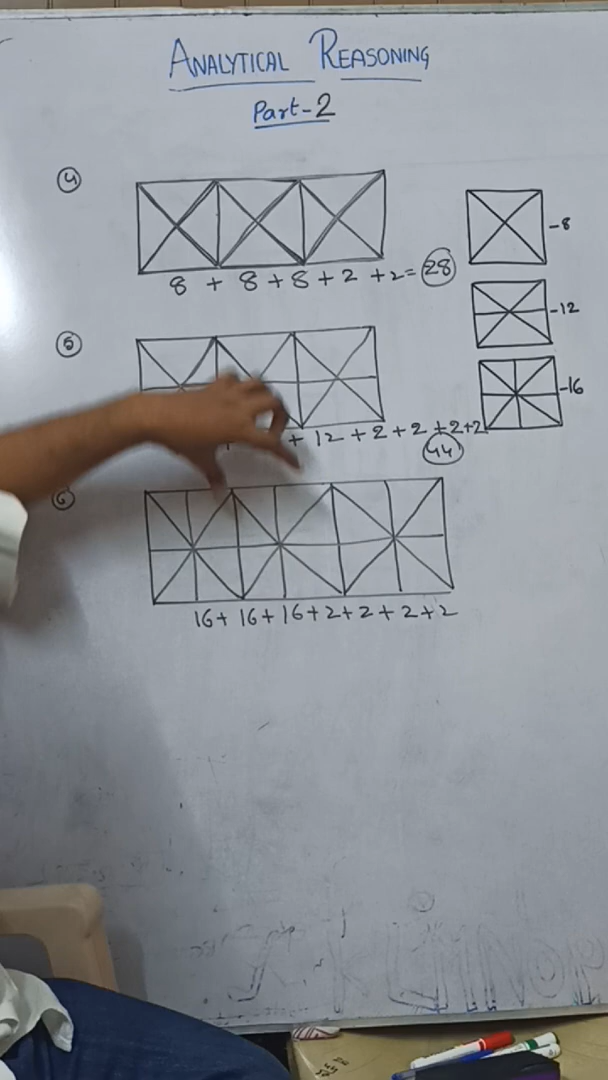 ANALYTICAL REASONING
Part-2
4
-8
8 + 8 + 8 + 2 + 2 = 28
-12
5
-16
+ 12 + 2 + 2 + 2 + 2
44
6
16 + 16 + 16 + 2 + 2 + 2 + 2